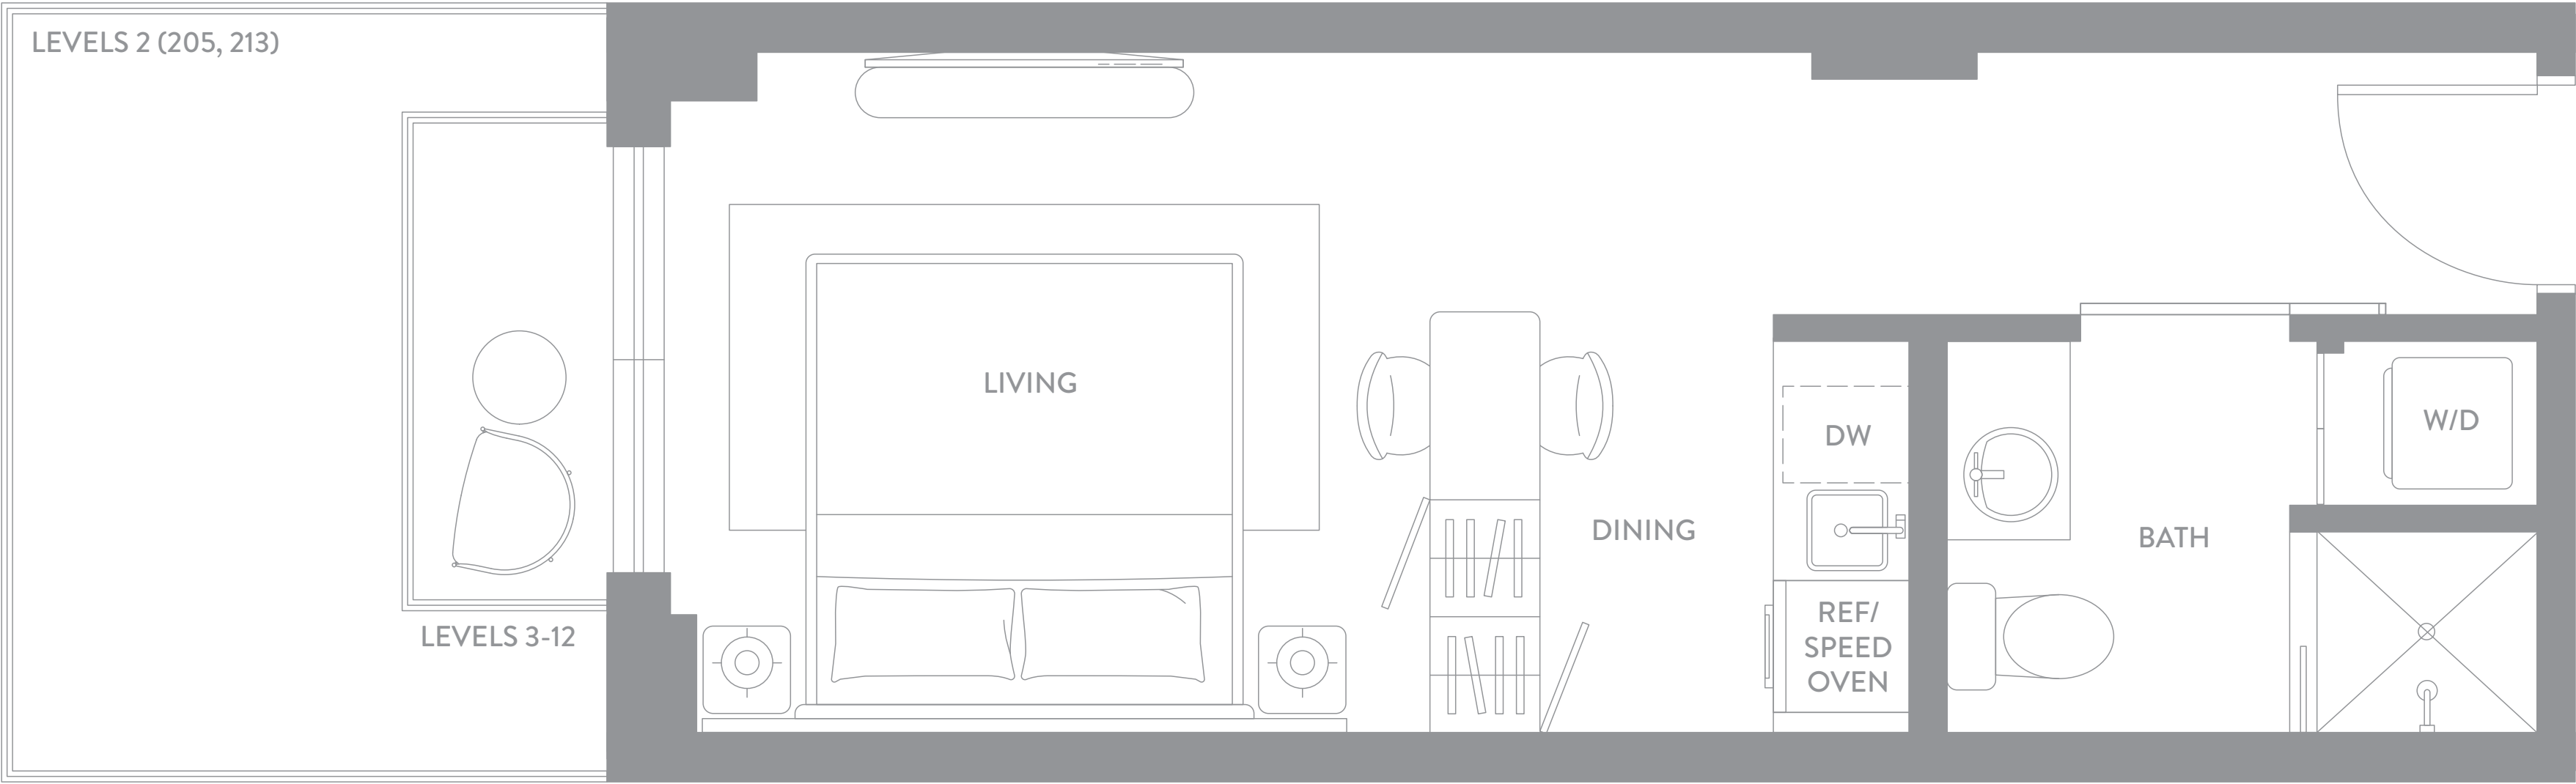 LEVELS 2 (205, 213)
LEVELS 3-12
LIVING
DINING
DW
REF/
SPEED
OVEN
BATH
W/D